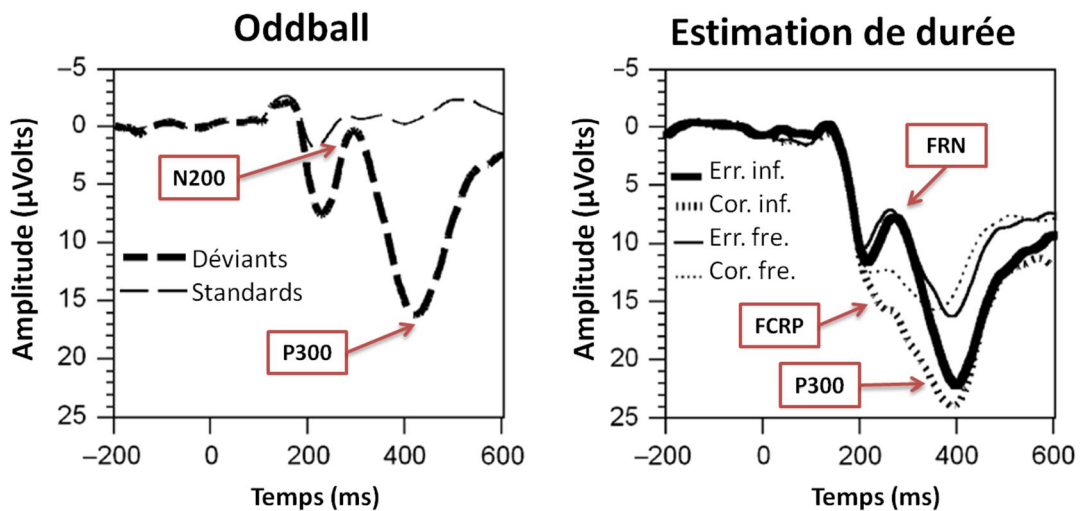 Oddball
Amplitude (µVolts)
–5
0
5
10
15
20
25
N200
Déviants
Standards
P300
–200
0
200
400
600
Temps (ms)
Estimation de durée
Amplitude (µVolts)
–5
0
5
10
15
20
25
FRN
Err. inf.
Cor. inf.
Err. fre.
Cor. fre.
FCRP
P300
–200
0
200
400
600
Temps (ms)